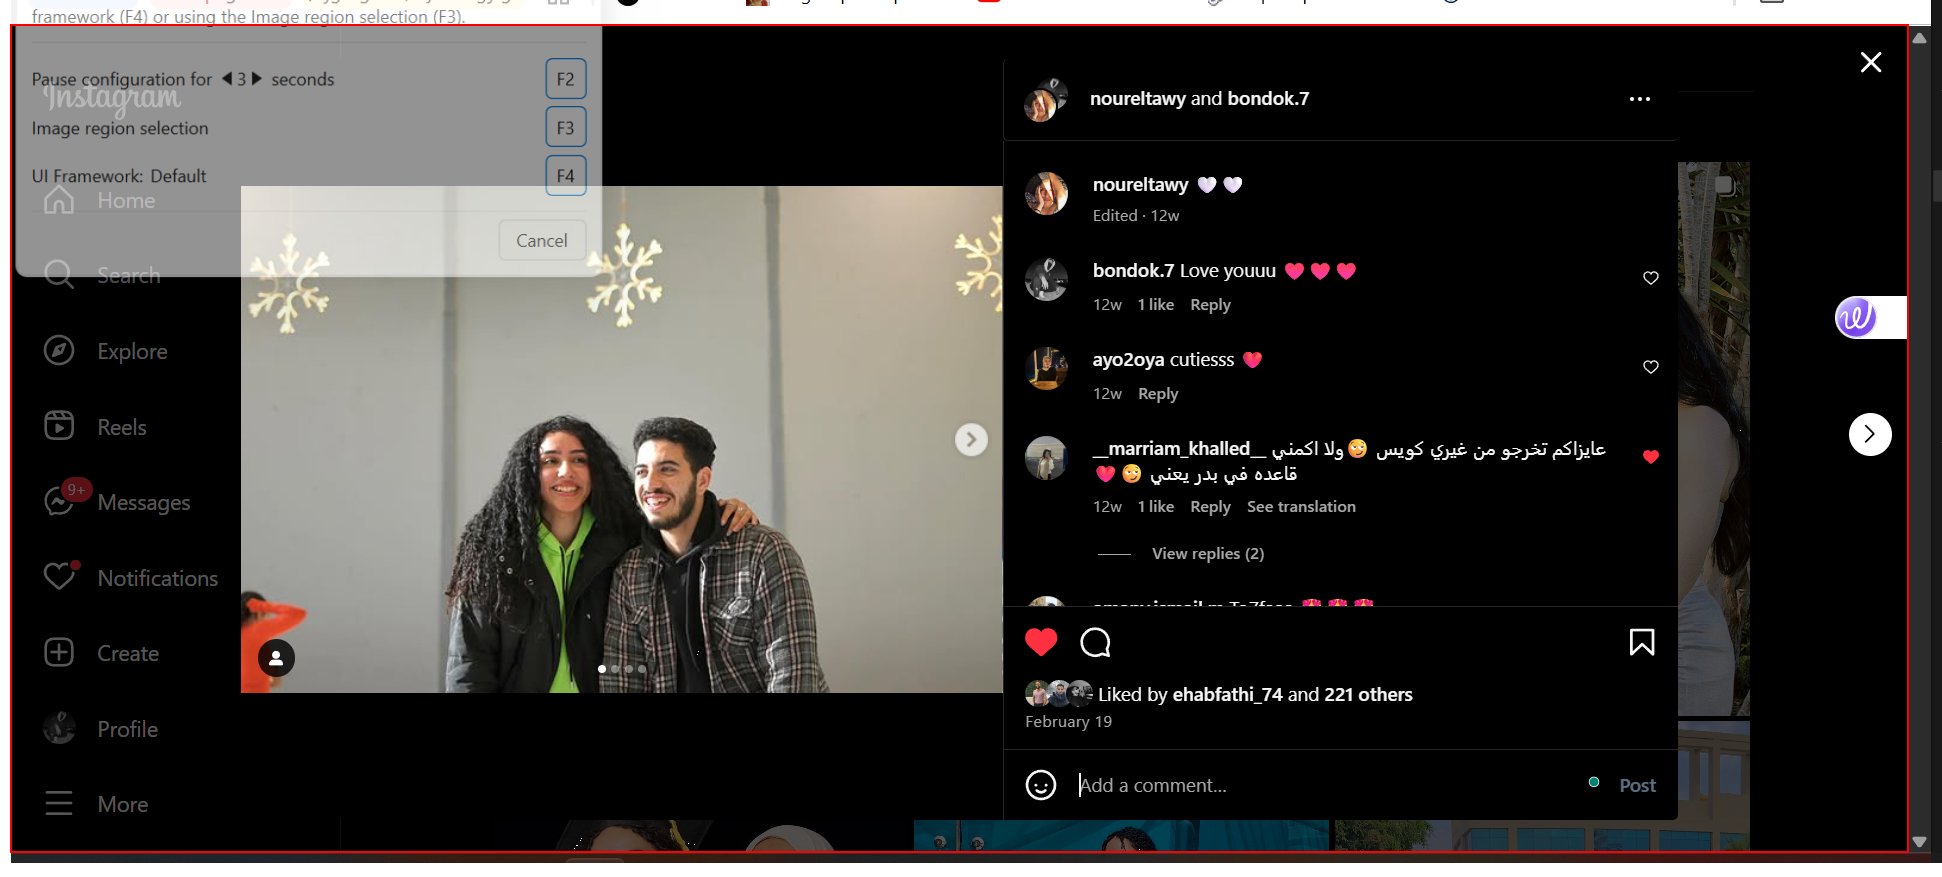 framework (F4) or using the Image region selection (F3).
Pause configuration for 3 seconds
F2
Instagram
Image region selection
F3
UI Framework: Default
F4
Cancel
Home
Search
Explore
Reels
9+
Messages
Notifications
Create
Profile
More
noureltawy and bondok.7
noureltawy 🤍🤍
Edited · 12w
bondok.7 Love youuu ❤️❤️❤️
12w 1 like Reply
ayo2oya cutiesss ❤️
12w Reply
__marriam_khalled__ عايزاكم تخرجو من غيري كويس 🙄 ولا اكمني
قاعده في بدر يعني 🙄❤️
12w 1 like Reply See translation
View replies (2)
Liked by ehabfathi_74 and 221 others
February 19
Add a comment...
Post